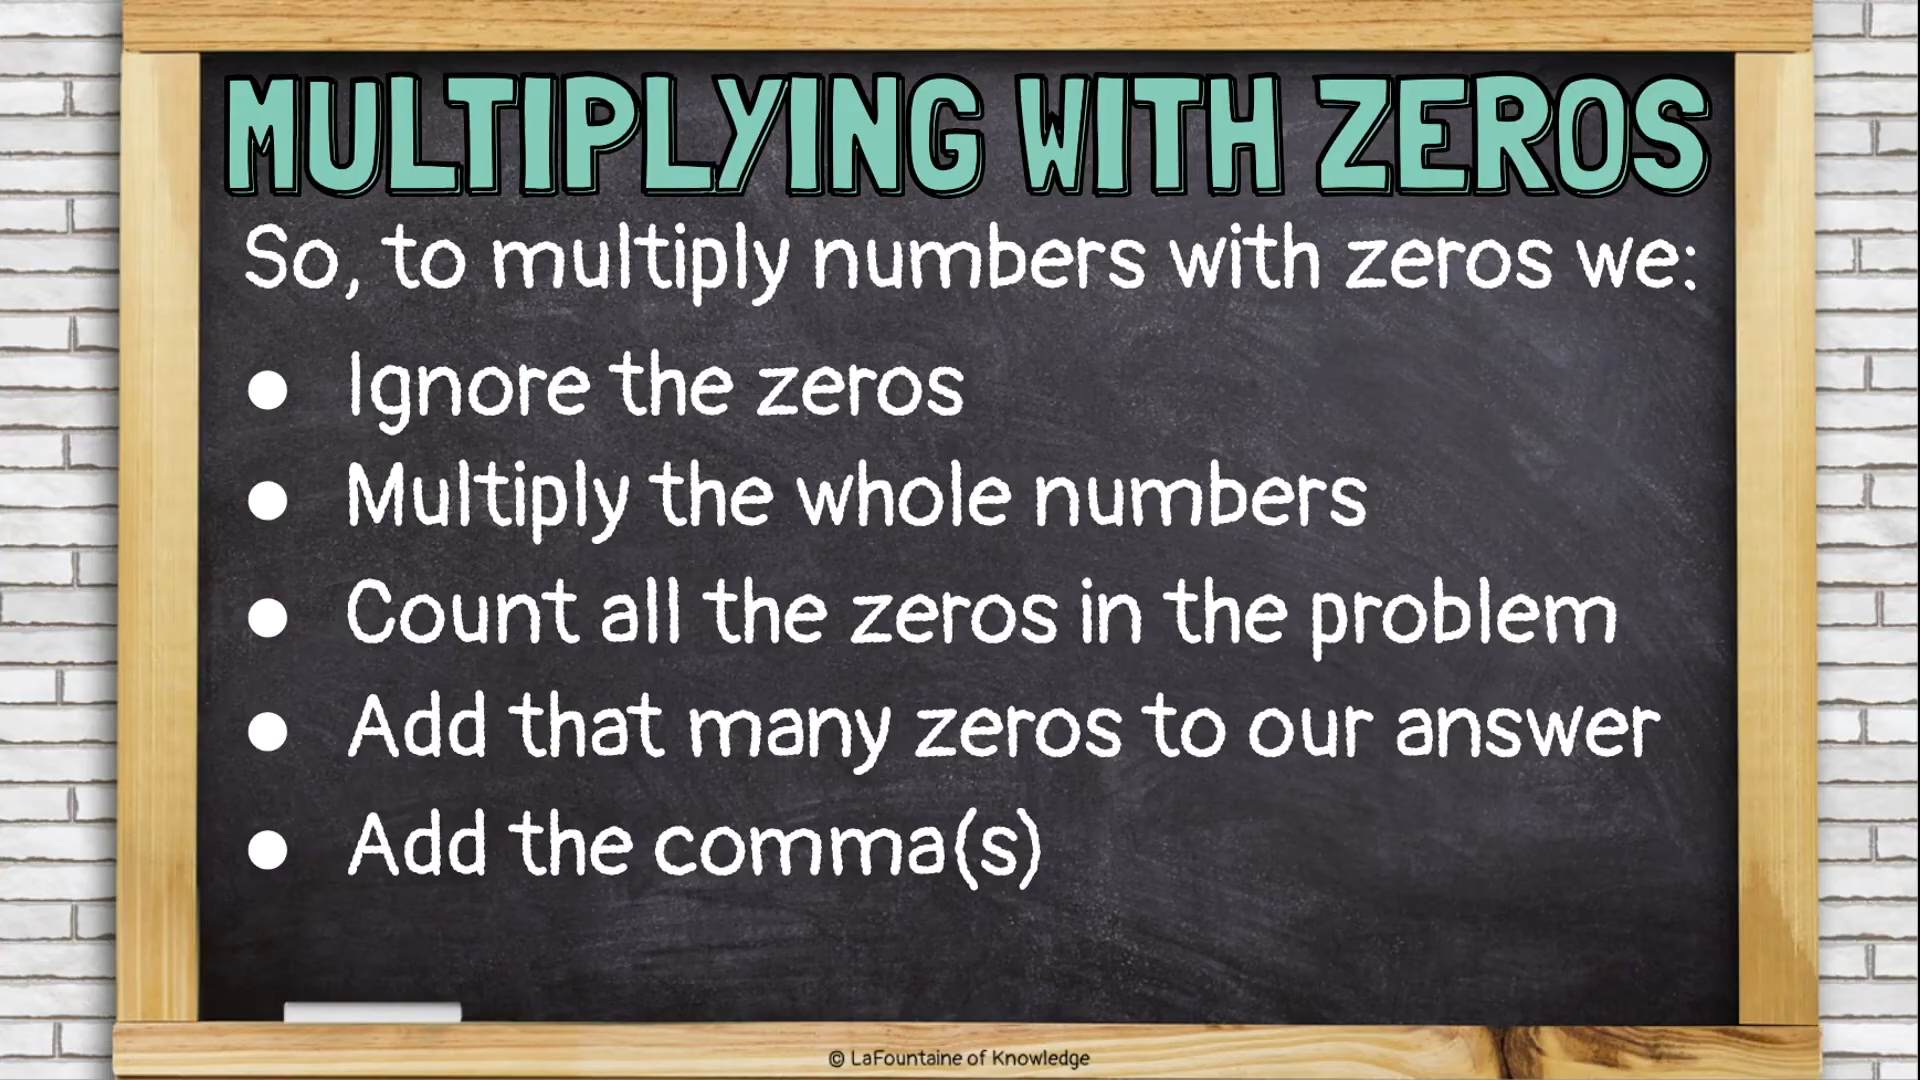 MULTIPLYING WITH ZEROS
So, to multiply numbers with zeros we:
● Ignore the zeros
● Multiply the whole numbers
● Count all the zeros in the problem
● Add that many zeros to our answer
● Add the comma(s)
© LaFountaine of Knowledge